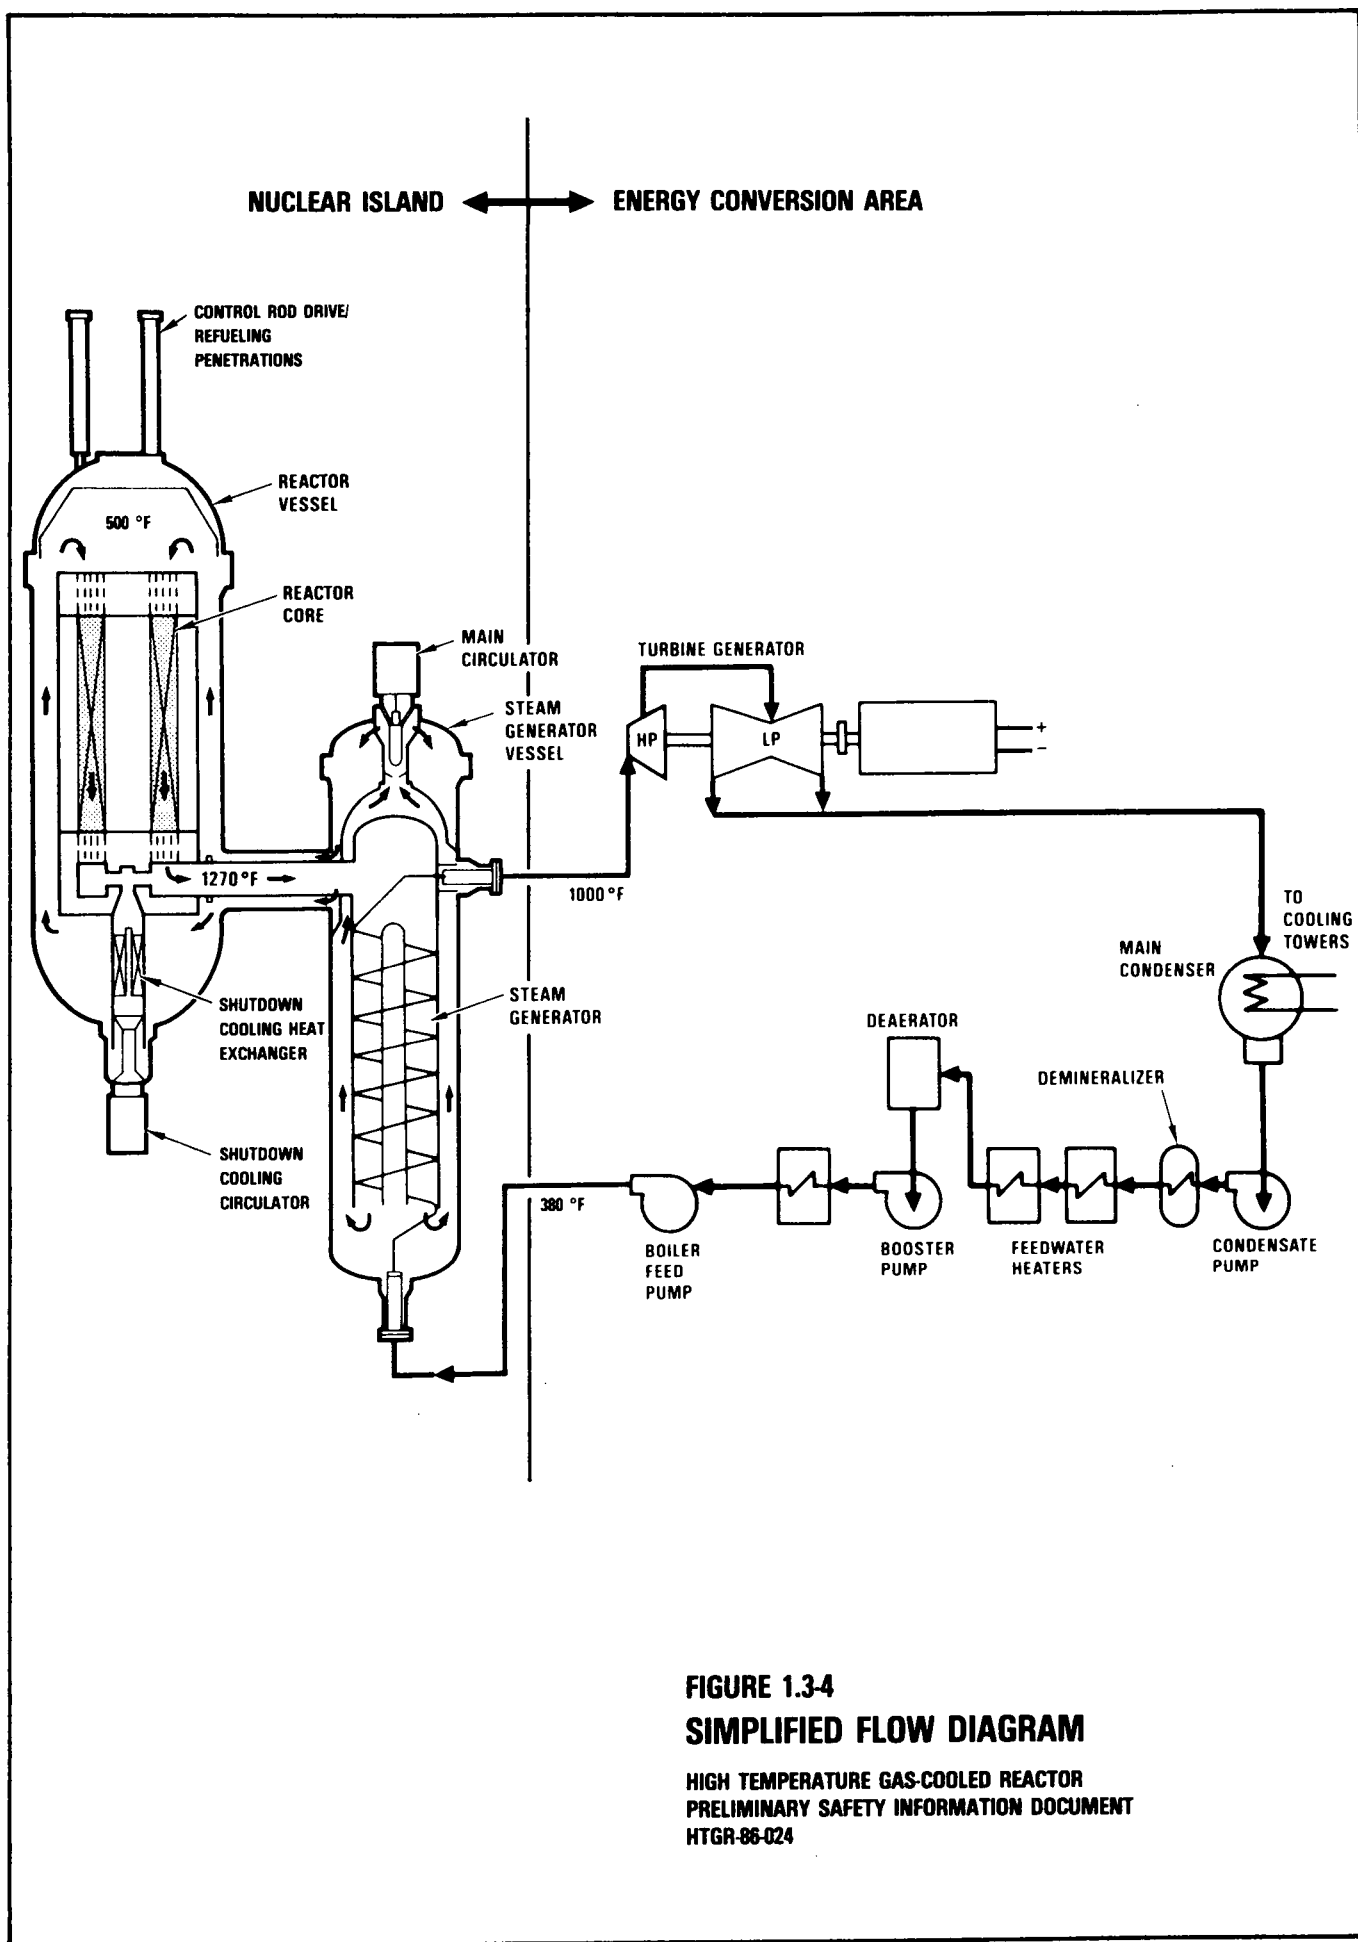 NUCLEAR ISLAND
ENERGY CONVERSION AREA
CONTROL ROD DRIVE/
REFUELING
PENETRATIONS
REACTOR
VESSEL
500 °F
REACTOR
CORE
MAIN
CIRCULATOR
STEAM
GENERATOR
VESSEL
TURBINE GENERATOR
HP
LP
+
−
1270°F
1000°F
TO
COOLING
TOWERS
MAIN
CONDENSER
SHUTDOWN
COOLING HEAT
EXCHANGER
STEAM
GENERATOR
DEAERATOR
DEMINERALIZER
SHUTDOWN
COOLING
CIRCULATOR
380 °F
BOILER
FEED
PUMP
BOOSTER
PUMP
FEEDWATER
HEATERS
CONDENSATE
PUMP
FIGURE 1.3-4
SIMPLIFIED FLOW DIAGRAM
HIGH TEMPERATURE GAS-COOLED REACTOR
PRELIMINARY SAFETY INFORMATION DOCUMENT
HTGR-86-024